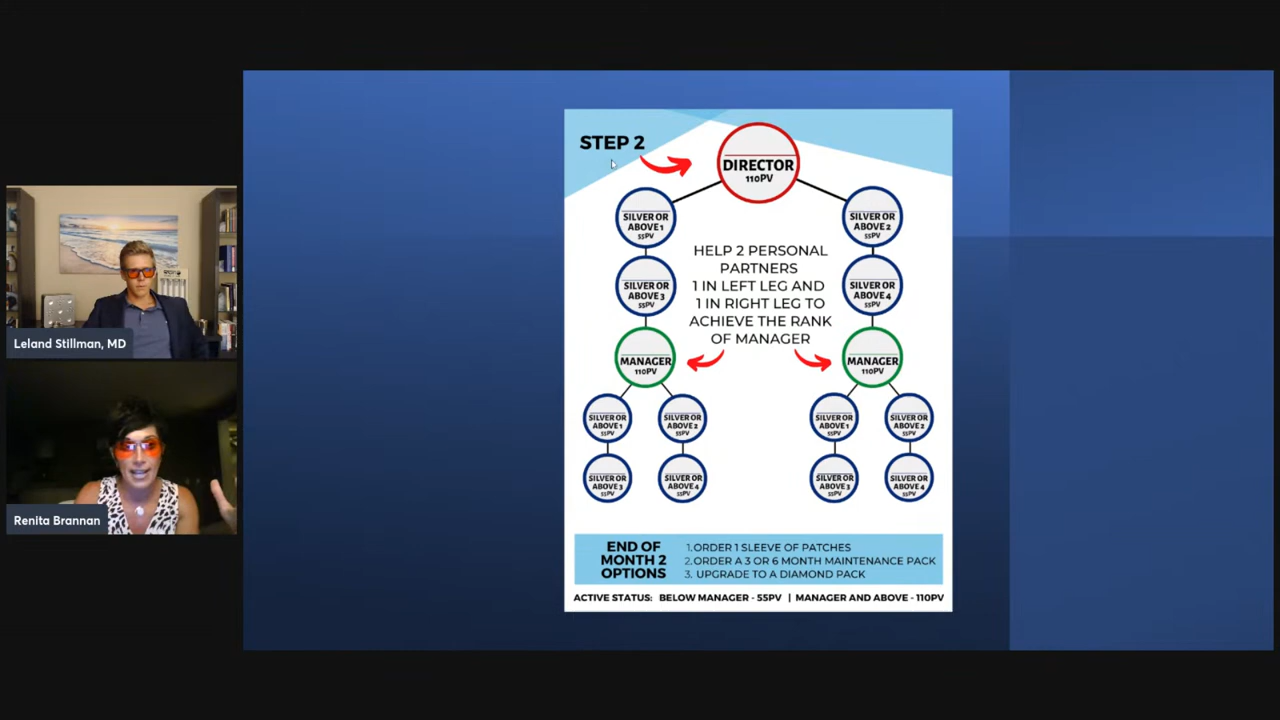 STEP 2
DIRECTOR
110PV
SILVER OR
ABOVE 1
55PV
SILVER OR
ABOVE 2
55PV
HELP 2 PERSONAL
PARTNERS
1 IN LEFT LEG AND
1 IN RIGHT LEG TO
ACHIEVE THE RANK
OF MANAGER
SILVER OR
ABOVE 3
55PV
SILVER OR
ABOVE 4
55PV
MANAGER
110PV
MANAGER
110PV
SILVER OR
ABOVE 1
55PV
SILVER OR
ABOVE 2
55PV
SILVER OR
ABOVE 1
55PV
SILVER OR
ABOVE 2
55PV
SILVER OR
ABOVE 3
55PV
SILVER OR
ABOVE 4
55PV
SILVER OR
ABOVE 3
55PV
SILVER OR
ABOVE 4
55PV
END OF
MONTH 2
OPTIONS
1. ORDER 1 SLEEVE OF PATCHES
2. ORDER A 3 OR 6 MONTH MAINTENANCE PACK
3. UPGRADE TO A DIAMOND PACK
ACTIVE STATUS: BELOW MANAGER - 55PV | MANAGER AND ABOVE - 110PV
Leland Stillman, MD
Renita Brannan